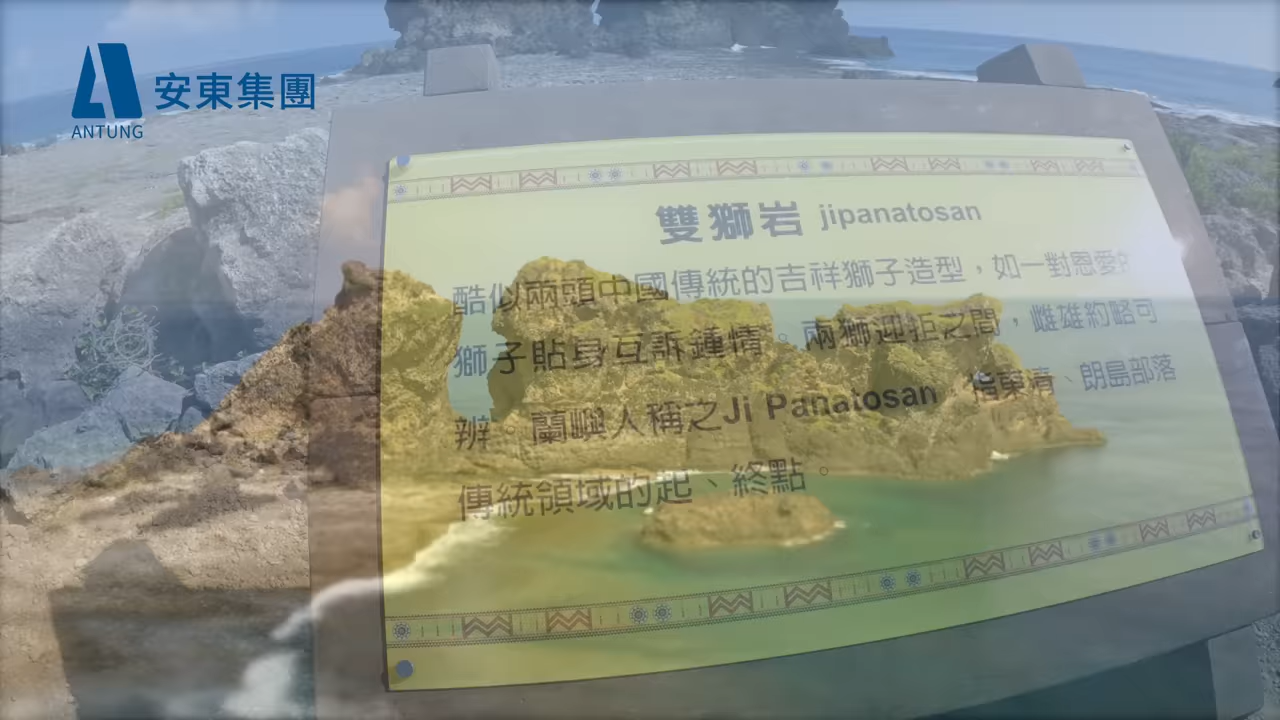 安東集團
ANTUNG
雙獅岩 jipanatosan
酷似兩頭中國傳統的吉祥獅子造型，如一對恩愛的
獅子貼身互訴鍾情。兩獅迎拒之間，雌雄約略可
辨。蘭嶼人稱之Ji Panatosan 指東清、朗島部落
傳統領域的起、終點。